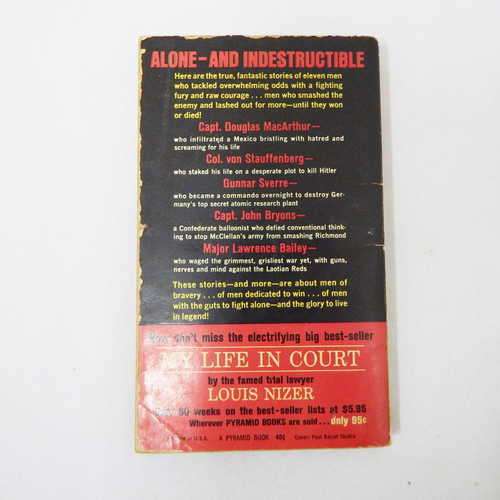 ALONE—AND INDESTRUCTIBLE
Here are the true, fantastic stories of eleven men
who tackled overwhelming odds with a fighting
fury and raw courage . . . men who smashed the
enemy and lashed out for more—until they won
or died!
Capt. Douglas MacArthur—
who infiltrated a Mexico bristling with hatred and
screaming for his life
Col. von Stauffenberg—
who staked his life on a desperate plot to kill Hitler
Gunnar Sverre—
who became a commando overnight to destroy Ger-
many's top secret atomic research plant
Capt. John Bryons—
a Confederate balloonist who defied conventional think-
ing to stop McClellan's army from smashing Richmond
Major Lawrence Bailey—
who waged the grimmest, grisliest war yet, with guns,
nerves and mind against the Laotian Reds
These stories—and more—are about men of
bravery . . . of men dedicated to win . . . of men
with the guts to fight alone—and the glory to live
in legend!
don't miss the electrifying big best-seller
MY LIFE IN COURT
by the famed trial lawyer
LOUIS NIZER
weeks on the best-seller lists at $5.95
Wherever PYRAMID BOOKS are sold . . . only 95¢
in U.S.A. A PYRAMID BOOK 40¢